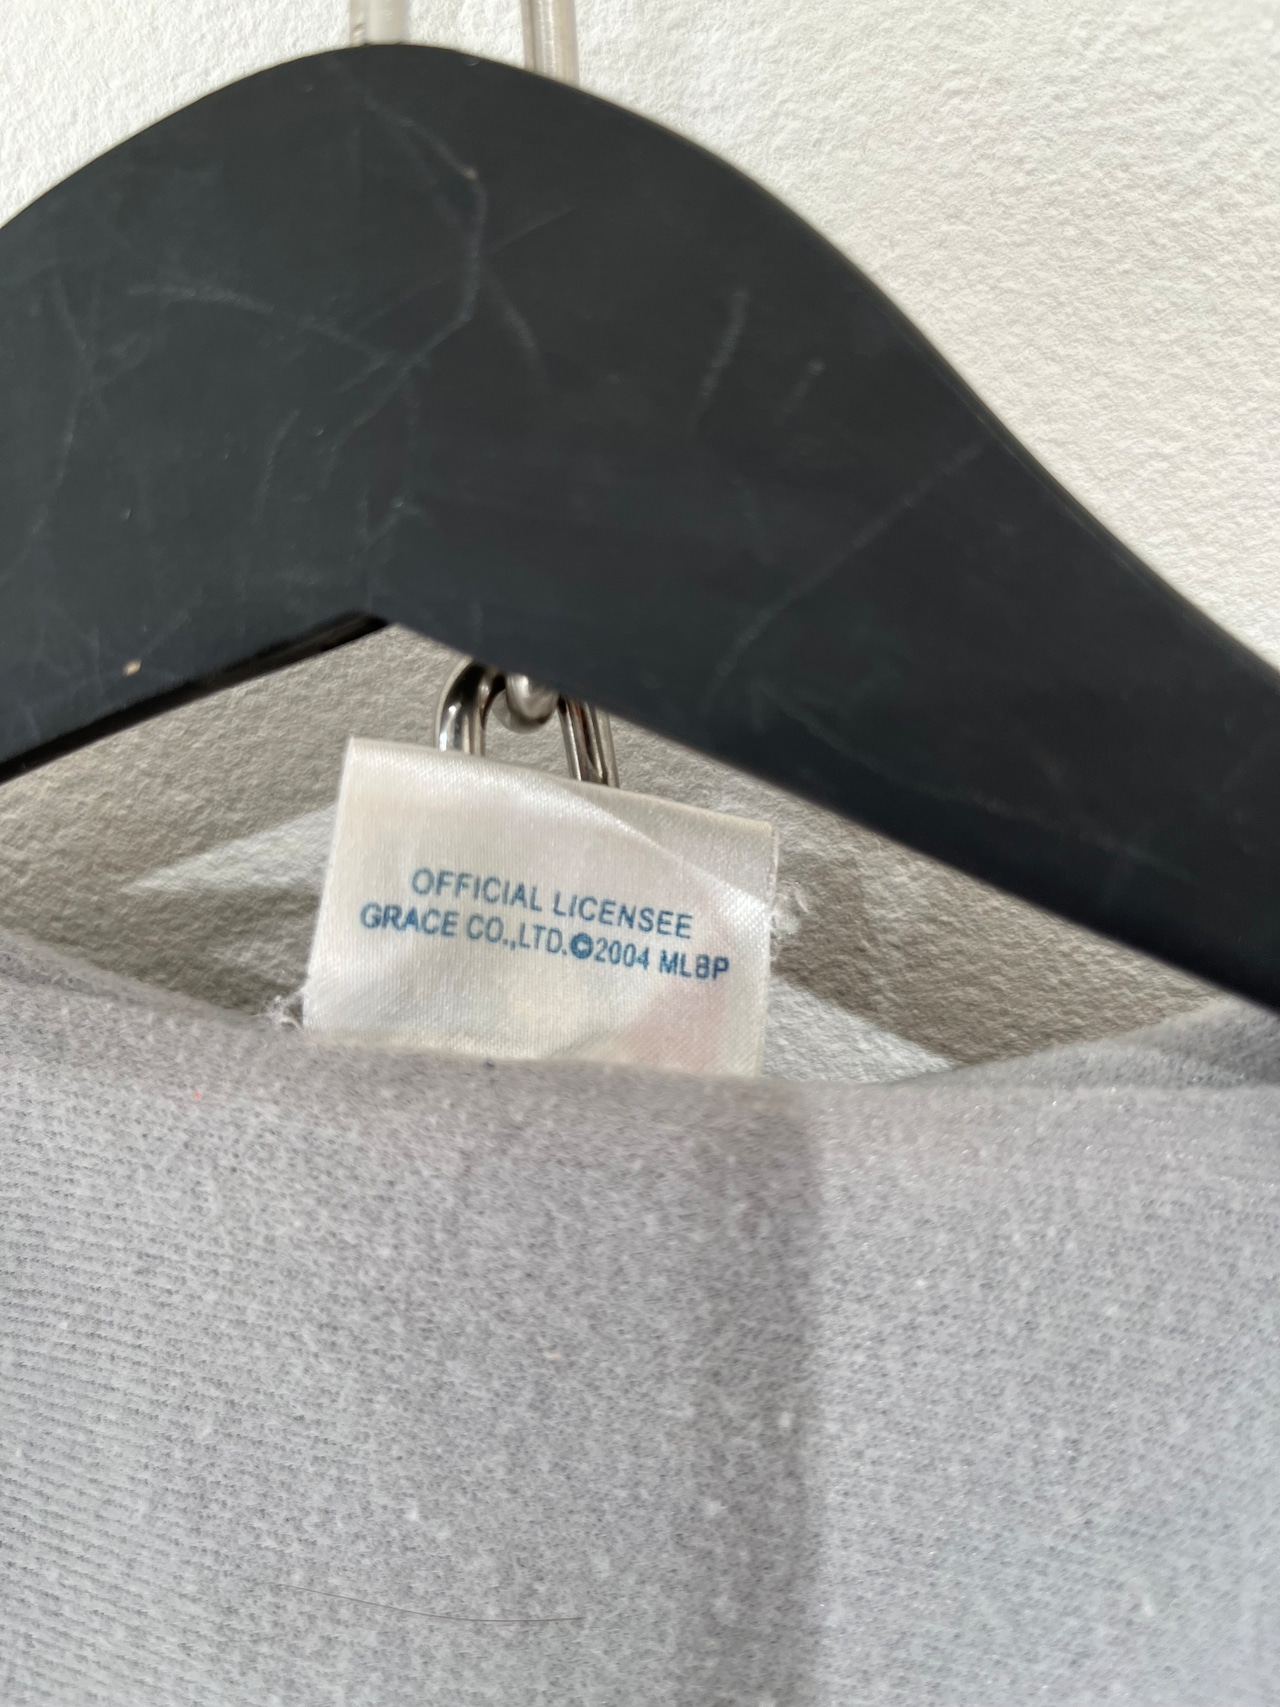 OFFICIAL LICENSEE
GRACE CO.,LTD.©2004 MLBP